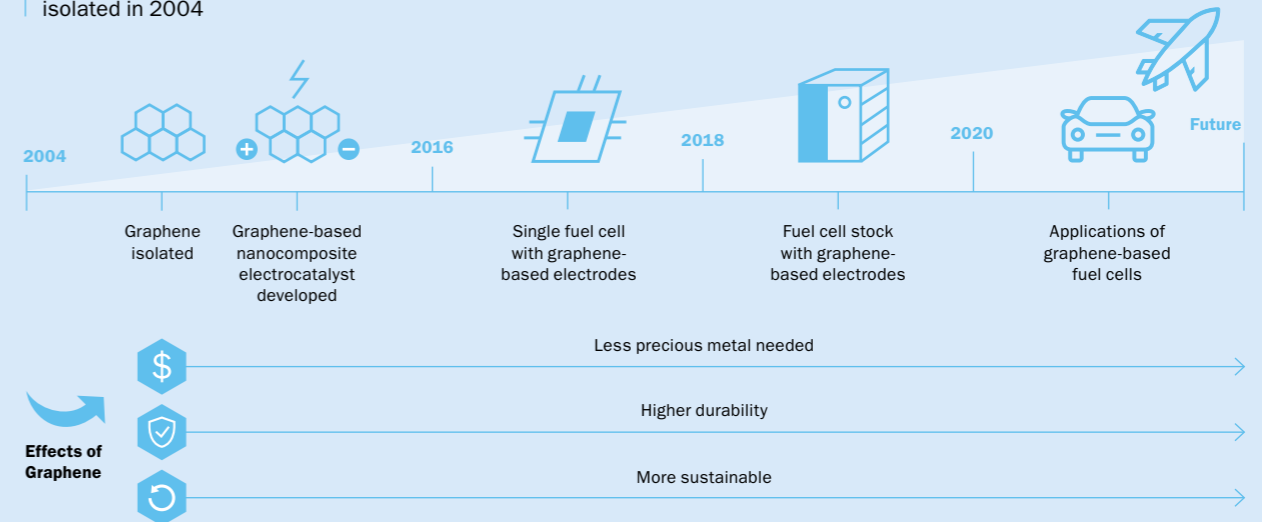 isolated in 2004
2004
2016
2018
2020
Future
Graphene
isolated
Graphene-based
nanocomposite
electrocatalyst
developed
Single fuel cell
with graphene-
based electrodes
Fuel cell stock
with graphene-
based electrodes
Applications of
graphene-based
fuel cells
$
Less precious metal needed
Higher durability
Effects of
Graphene
More sustainable